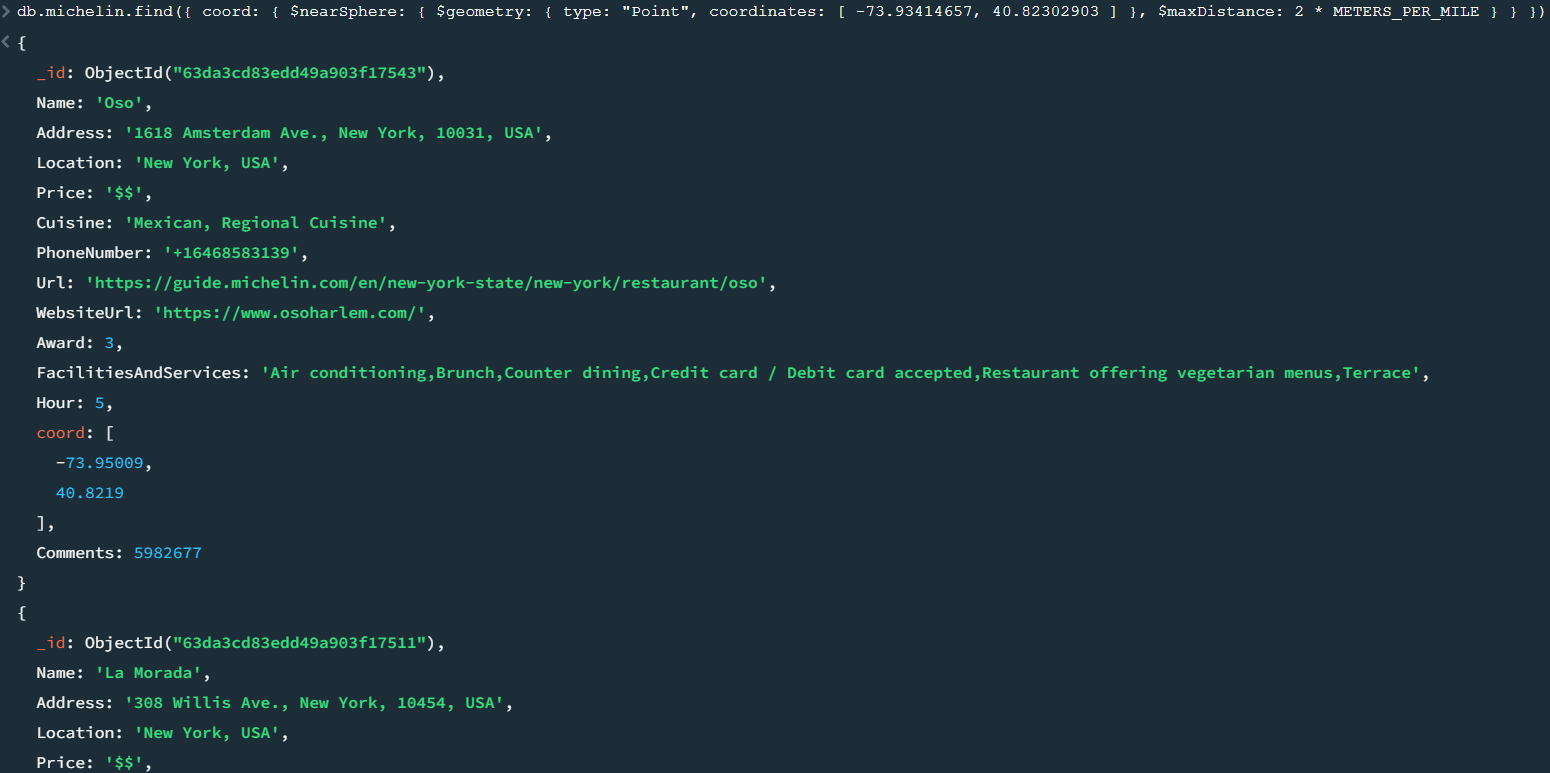 db.michelin.find({ coord: { $nearSphere: { $geometry: { type: "Point", coordinates: [ -73.93414657, 40.82302903 ] }, $maxDistance: 2 * METERS_PER_MILE } } })
{
_id: ObjectId("63da3cd83edd49a903f17543"),
Name: 'Oso',
Address: '1618 Amsterdam Ave., New York, 10031, USA',
Location: 'New York, USA',
Price: '$$',
Cuisine: 'Mexican, Regional Cuisine',
PhoneNumber: '+16468583139',
Url: 'https://guide.michelin.com/en/new-york-state/new-york/restaurant/oso',
WebsiteUrl: 'https://www.osoharlem.com/',
Award: 3,
FacilitiesAndServices: 'Air conditioning,Brunch,Counter dining,Credit card / Debit card accepted,Restaurant offering vegetarian menus,Terrace',
Hour: 5,
coord: [
-73.95009,
40.8219
],
Comments: 5982677
}
{
_id: ObjectId("63da3cd83edd49a903f17511"),
Name: 'La Morada',
Address: '308 Willis Ave., New York, 10454, USA',
Location: 'New York, USA',
Price: '$$',